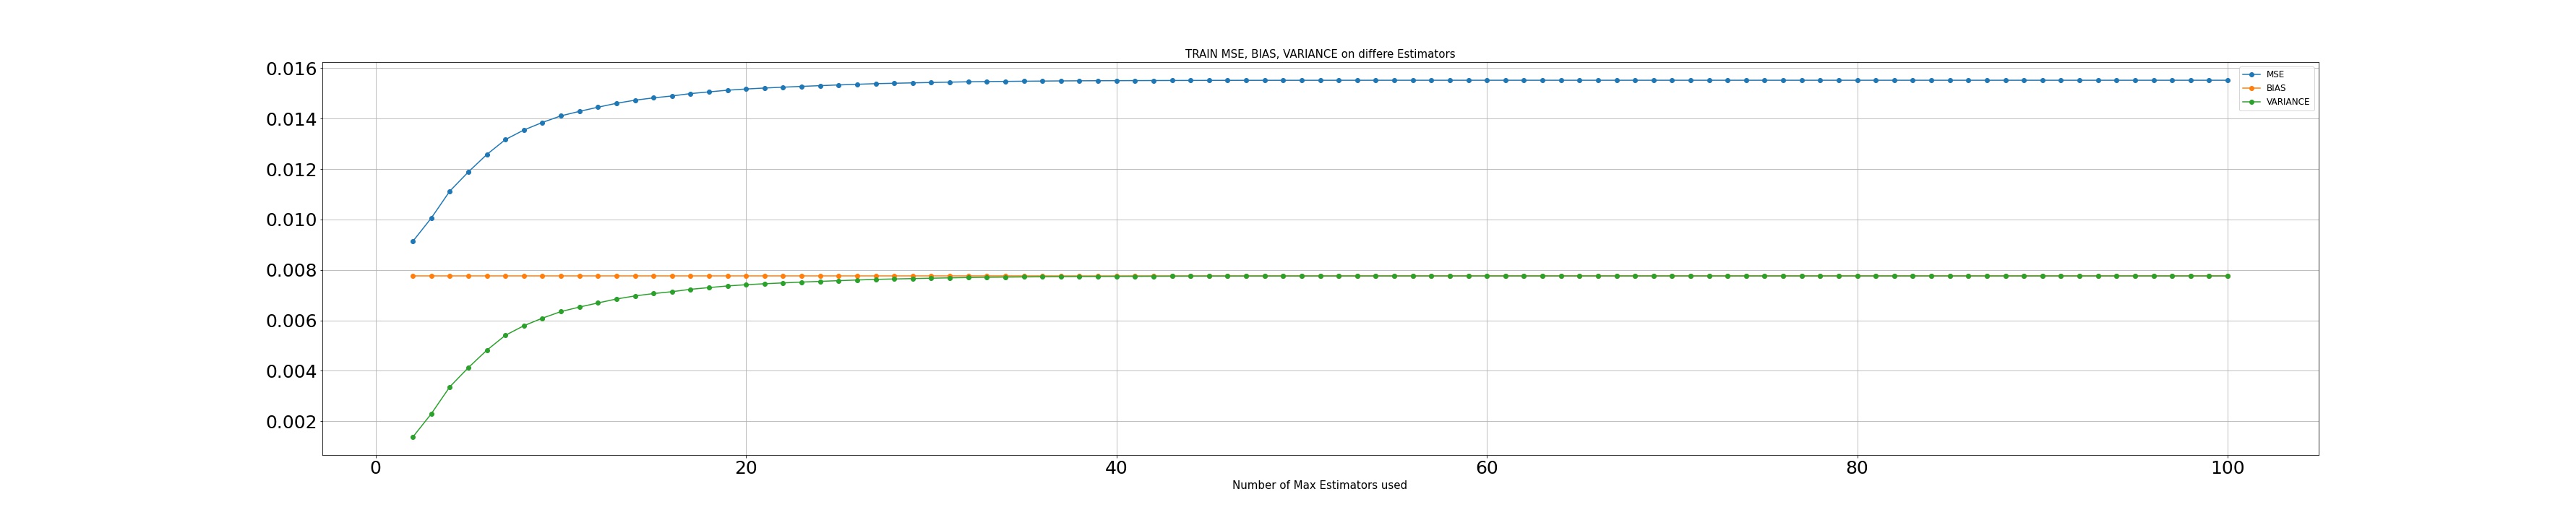 TRAIN MSE, BIAS, VARIANCE on differe Estimators
0.016
0.014
0.012
0.010
0.008
0.006
0.004
0.002
MSE
BIAS
VARIANCE
0 20 40 60 80 100
Number of Max Estimators used